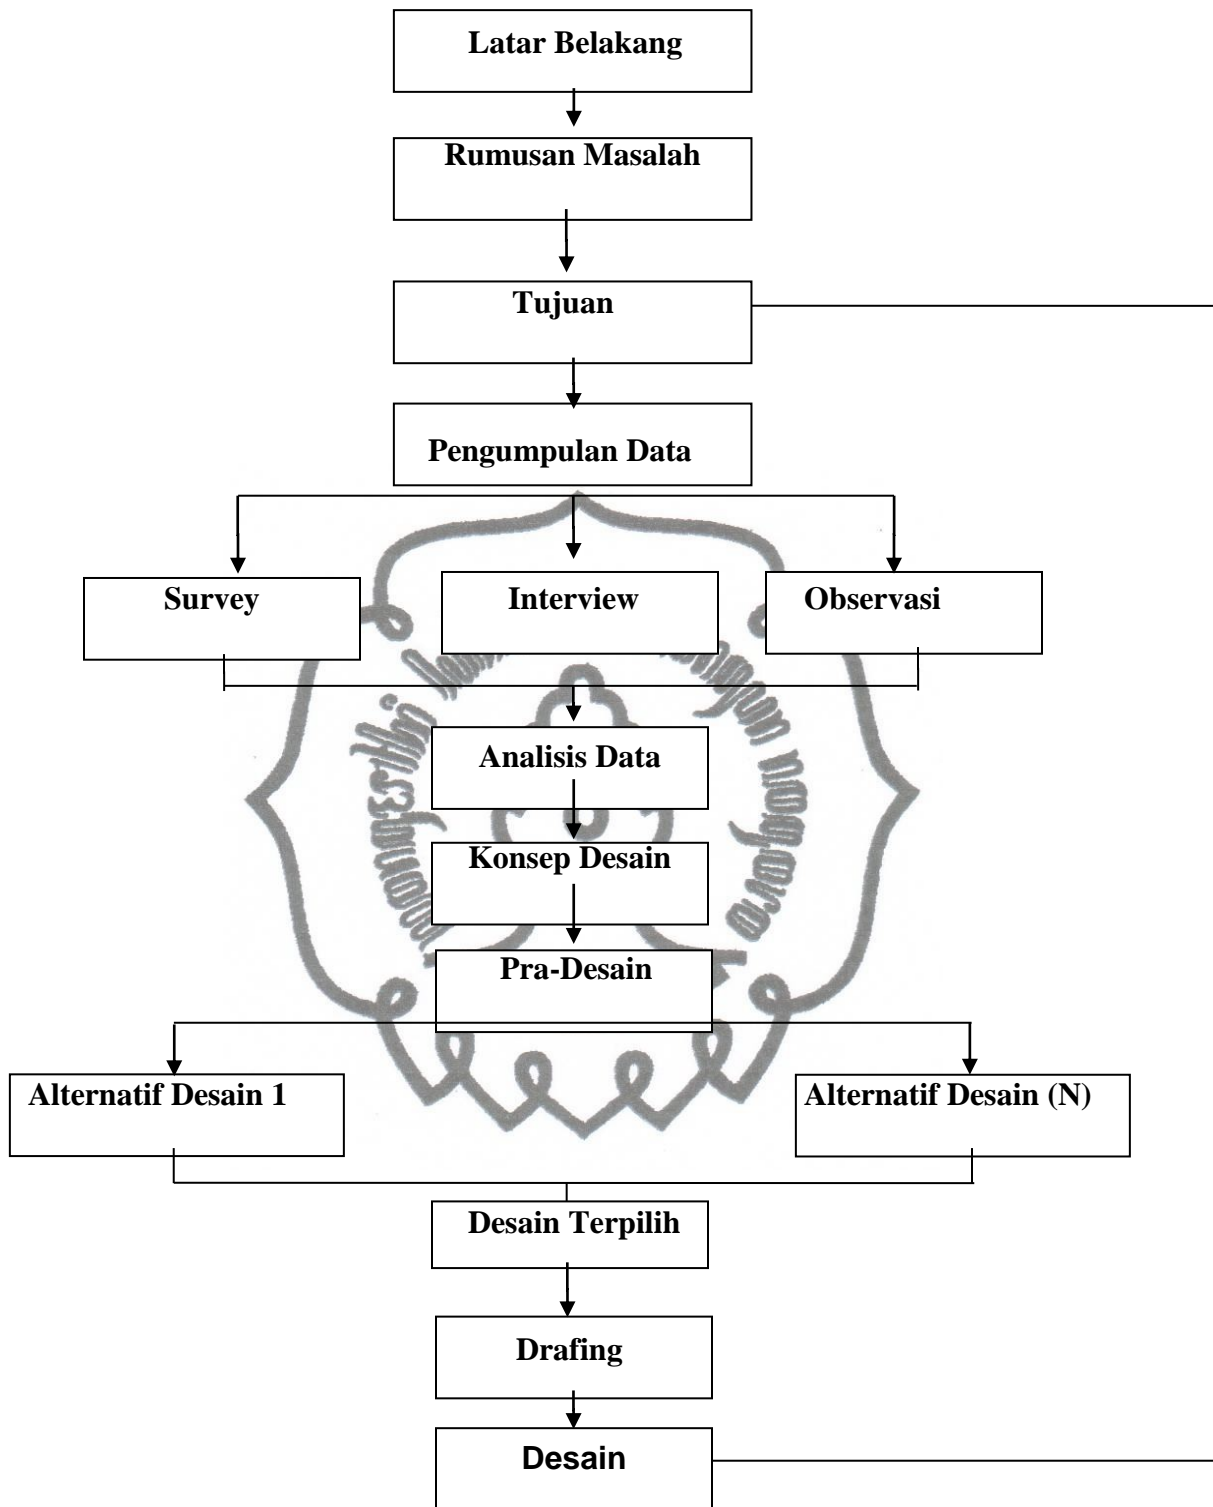 Latar Belakang
Rumusan Masalah
Tujuan
Pengumpulan Data
Survey
Interview
Observasi
Analisis Data
Konsep Desain
Pra-Desain
Alternatif Desain 1
Alternatif Desain (N)
Desain Terpilih
Drafing
Desain